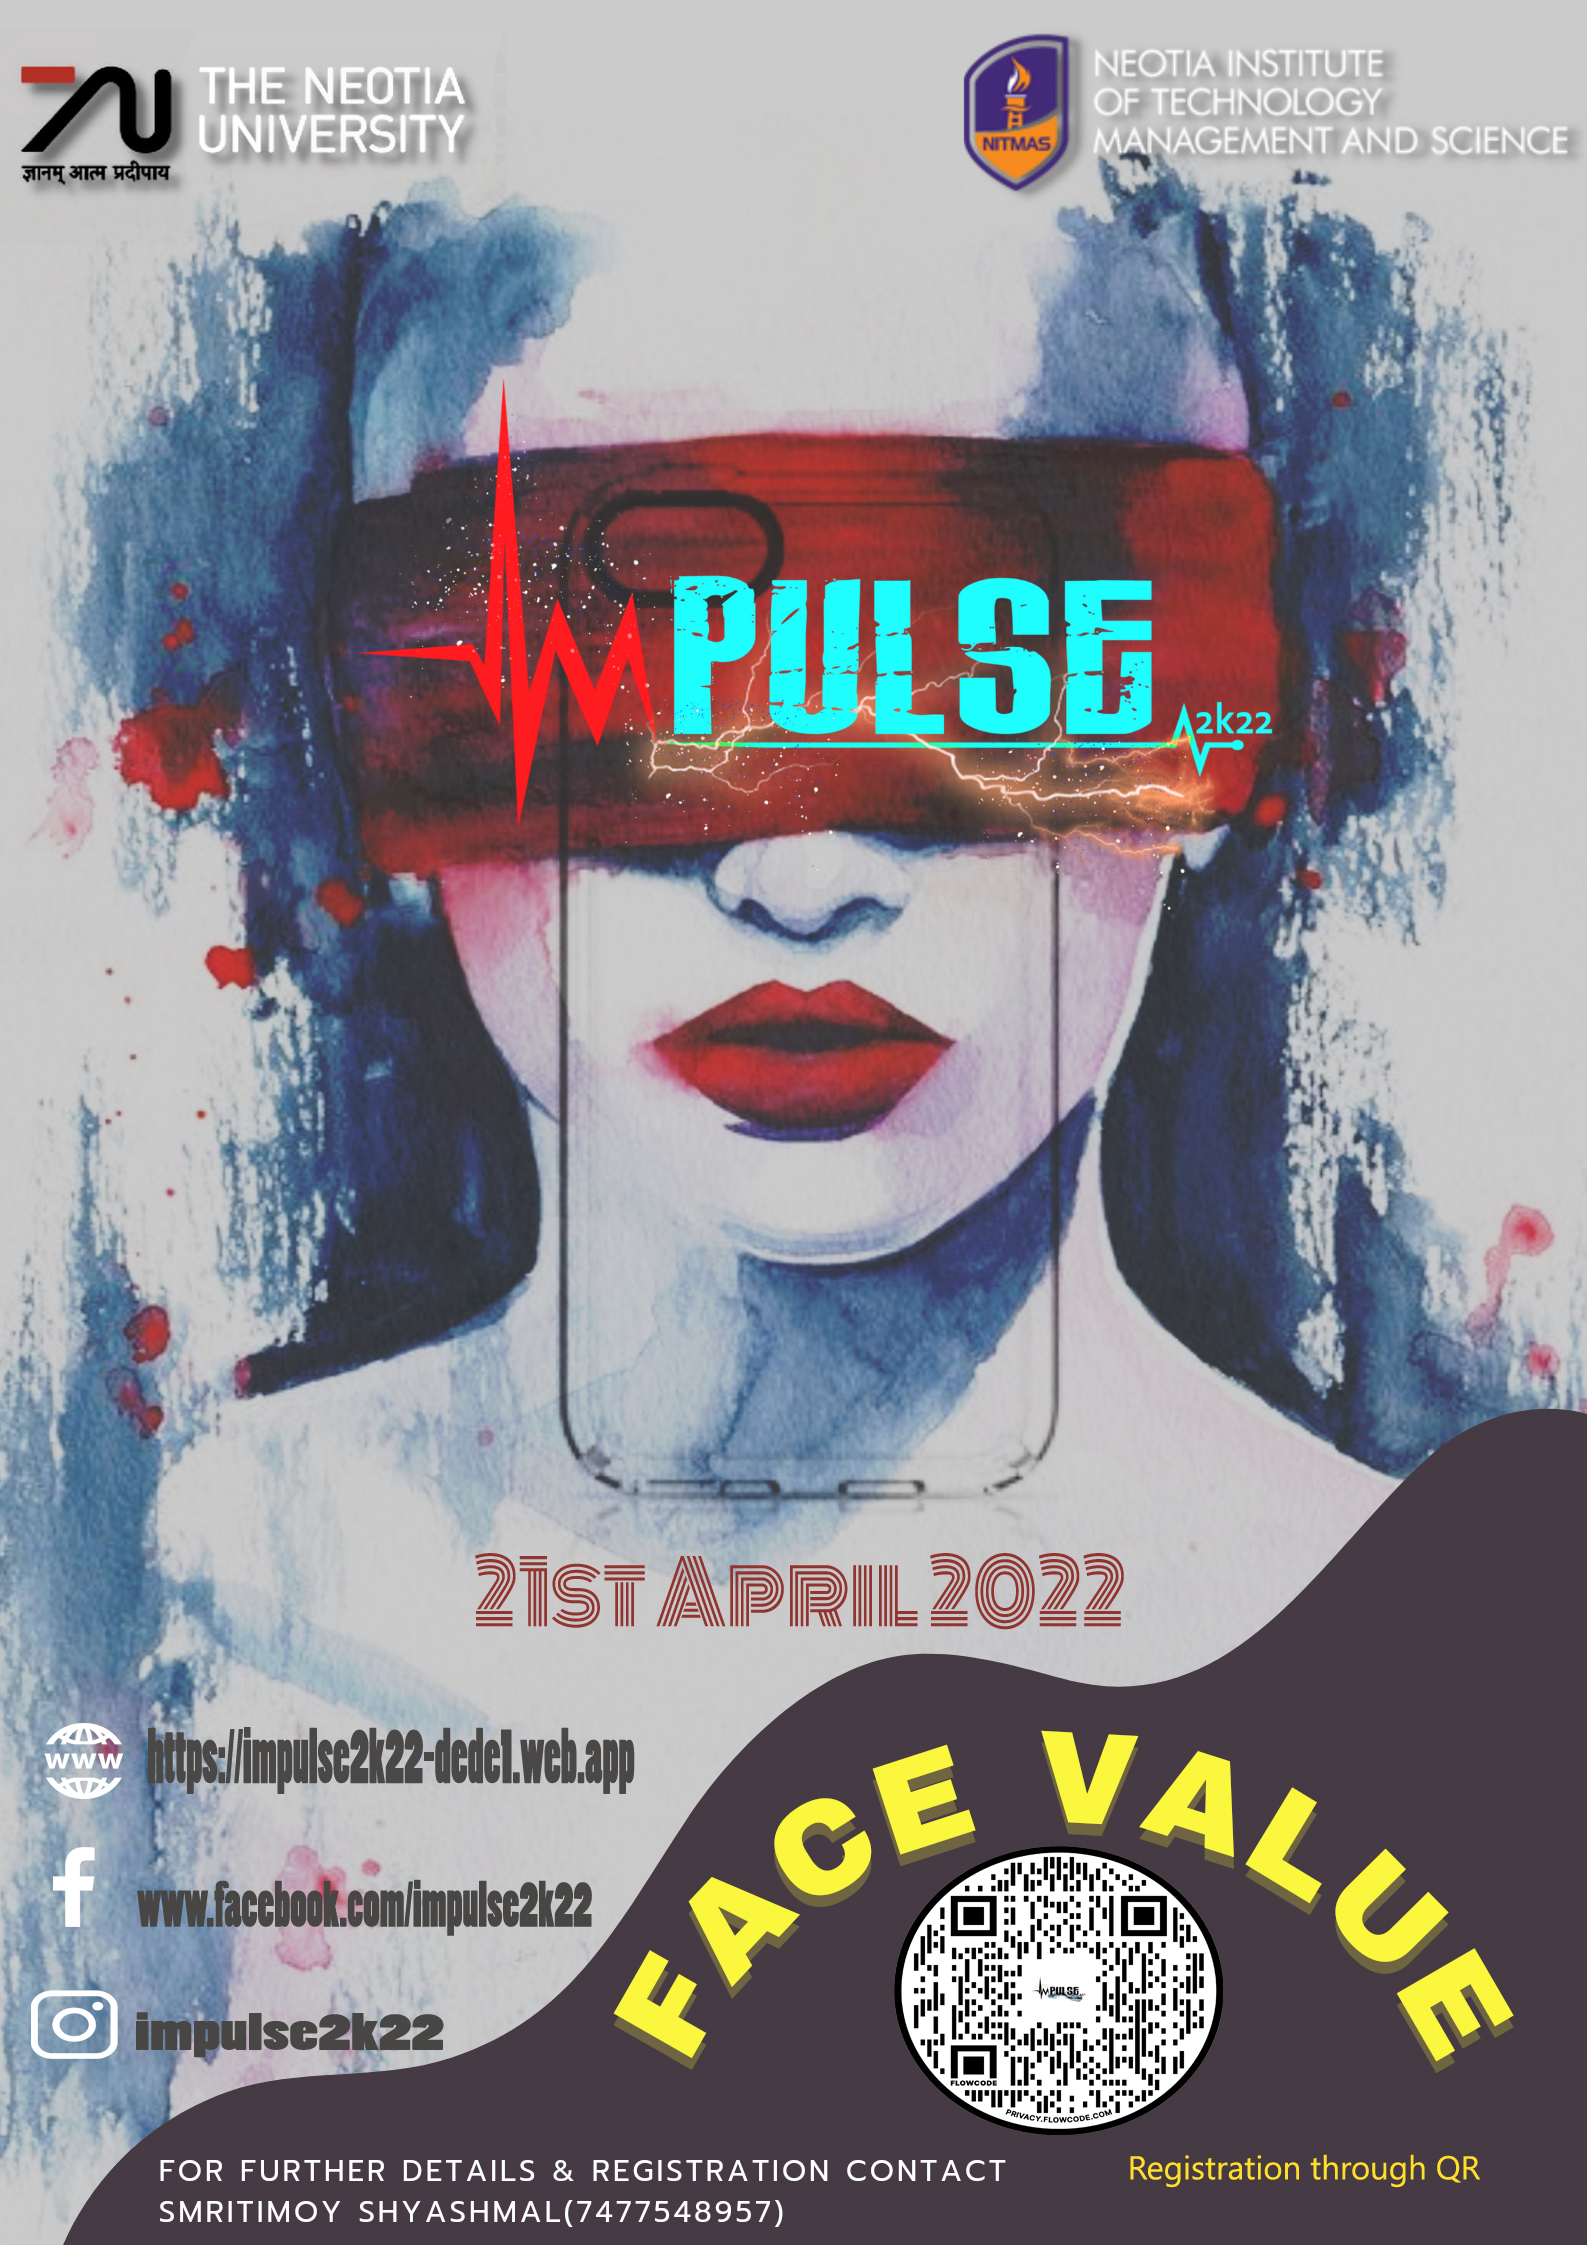 THE NEOTIA
UNIVERSITY
ज्ञानम् आत्म प्रदीपाय
NITMAS
NEOTIA INSTITUTE
OF TECHNOLOGY
MANAGEMENT AND SCIENCE
IMPULSE
2k22
21ST APRIL 2022
www https://impulse2k22-dede1.web.app
www.facebook.com/impulse2k22
impulse2k22
FACE VALUE
IMPULSE
FLOWCODE
PRIVACY.FLOWCODE.COM
FOR FURTHER DETAILS & REGISTRATION CONTACT
SMRITIMOY SHYASHMAL(7477548957)
Registration through QR